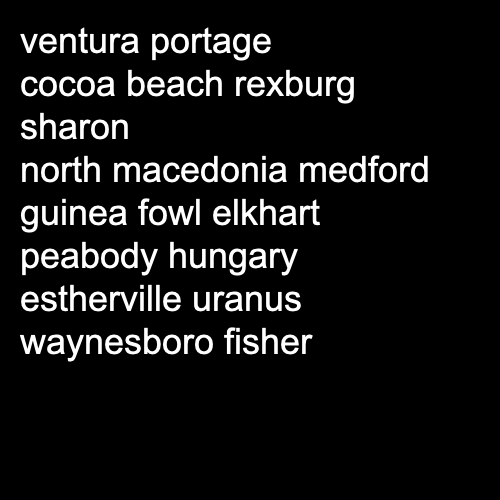 ventura portage
cocoa beach rexburg
sharon
north macedonia medford
guinea fowl elkhart
peabody hungary
estherville uranus
waynesboro fisher